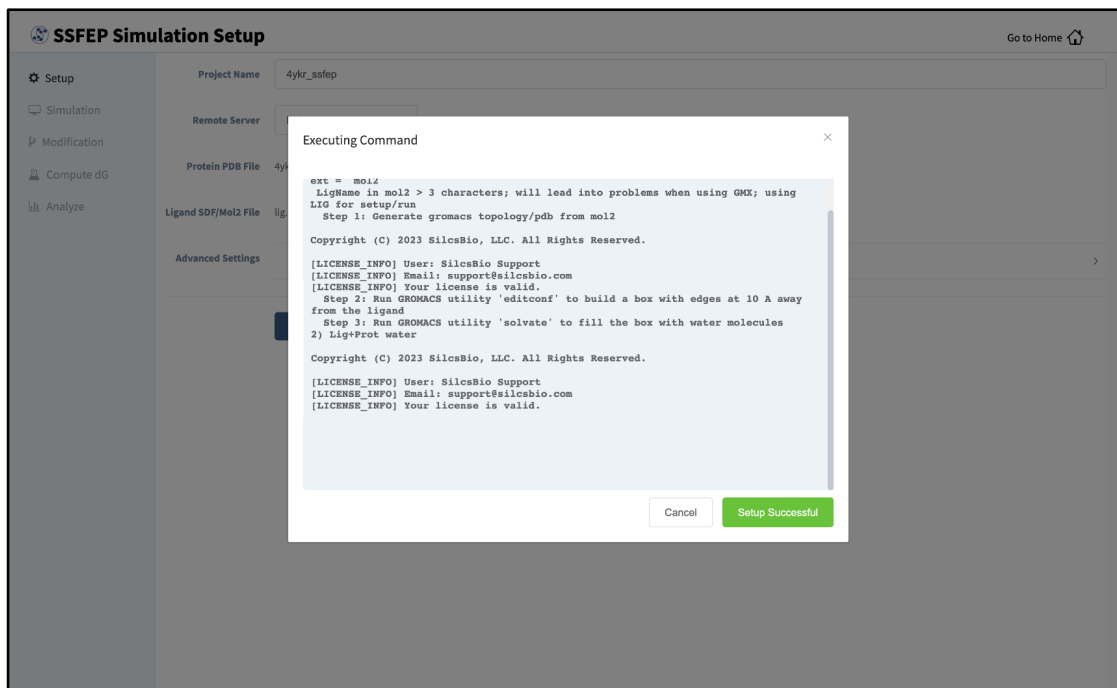 SSFEP Simulation Setup
Go to Home
Setup
Simulation
Modification
Compute dG
Analyze
Project Name
4ykr_ssfep
Remote Server
Protein PDB File
4yk
Ligand SDF/Mol2 File
lig.
Advanced Settings
Executing Command
ext = mol2
LigName in mol2 > 3 characters; will lead into problems when using GMX; using
LIG for setup/run
Step 1: Generate gromacs topology/pdb from mol2
Copyright (C) 2023 SilcsBio, LLC. All Rights Reserved.
[LICENSE_INFO] User: SilcsBio Support
[LICENSE_INFO] Email: support@silcsbio.com
[LICENSE_INFO] Your license is valid.
Step 2: Run GROMACS utility 'editconf' to build a box with edges at 10 A away
from the ligand
Step 3: Run GROMACS utility 'solvate' to fill the box with water molecules
2) Lig+Prot water
Copyright (C) 2023 SilcsBio, LLC. All Rights Reserved.
[LICENSE_INFO] User: SilcsBio Support
[LICENSE_INFO] Email: support@silcsbio.com
[LICENSE_INFO] Your license is valid.
Cancel
Setup Successful